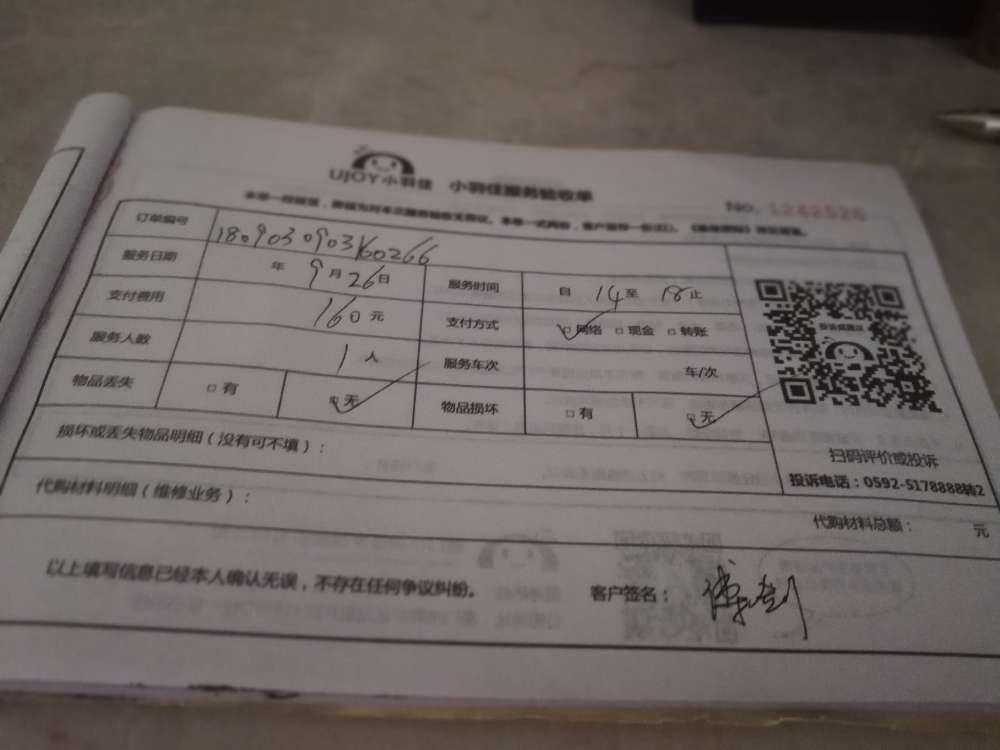 UJOY小羽佳 小羽佳服务验收单
No. 1242526
订单编号 180903090360266
服务日期 年 9月26日 服务时间 自 14 至 18 止
支付费用 160元 支付方式 □网络 □现金 □转账
服务人数 1人 服务车次 车/次
物品丢失 □有 □无 物品损坏 □有 □无
扫码评价或投诉
投诉电话：0592-5178888转2
损坏或丢失物品明细（没有可不填）：
代购材料明细（维修业务）：
代购材料总额： 元
以上填写信息已经本人确认无误，不存在任何争议纠纷。 客户签名：